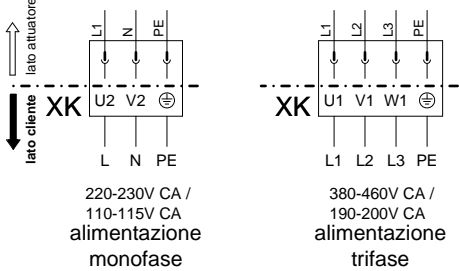 lato attuatore
lato cliente
L1 N PE
XK U2 V2
L N PE
220-230V CA /
110-115V CA
alimentazione
monofase
L1 L2 L3 PE
XK U1 V1 W1
L1 L2 L3 PE
380-460V CA /
190-200V CA
alimentazione
trifase